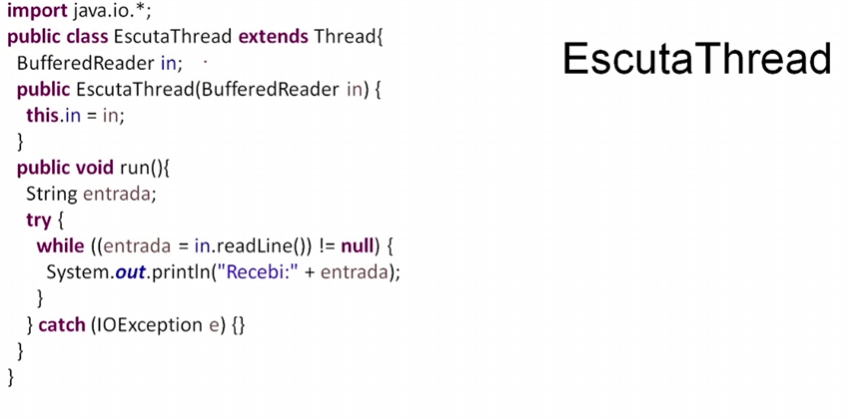 import java.io.*;
public class EscutaThread extends Thread{
BufferedReader in;
public EscutaThread(BufferedReader in) {
this.in = in;
}
public void run(){
String entrada;
try {
while ((entrada = in.readLine()) != null) {
System.out.println("Recebi:" + entrada);
}
} catch (IOException e) {}
}
}
EscutaThread